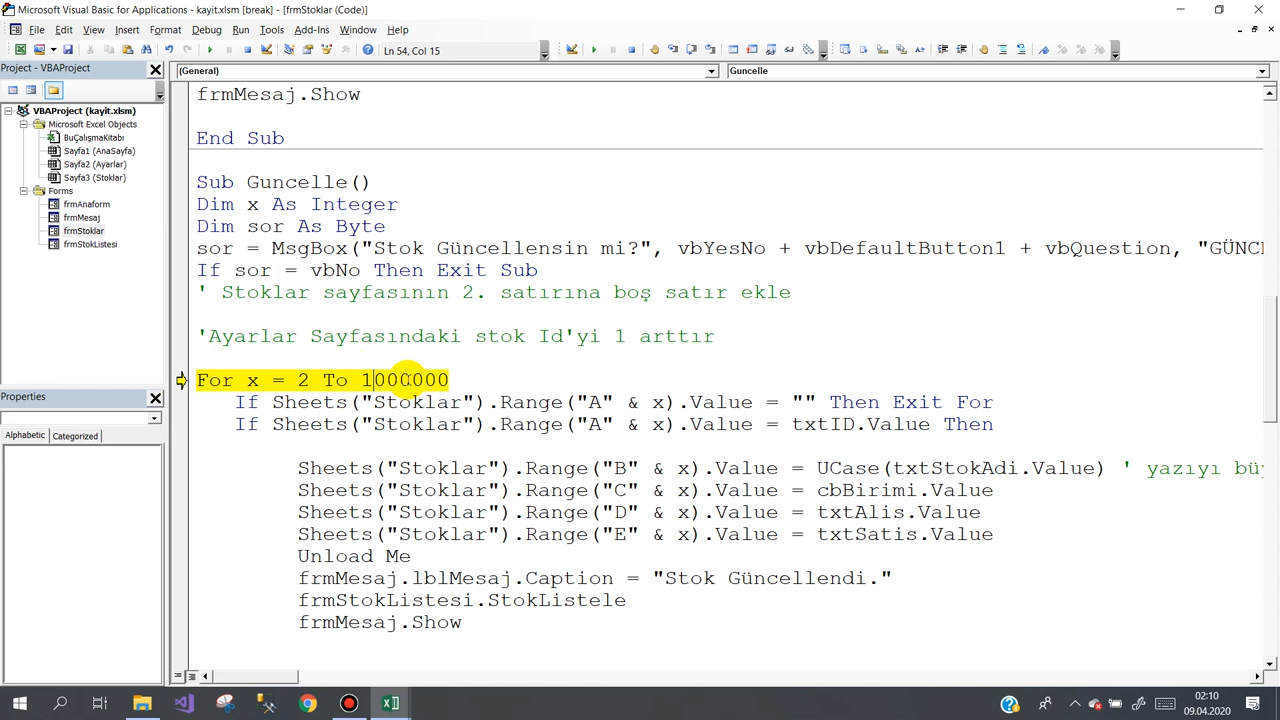 Microsoft Visual Basic for Applications - kayit.xlsm [break] - [frmStoklar (Code)]
File Edit View Insert Format Debug Run Tools Add-Ins Window Help
Ln 54, Col 15
Project - VBAProject
(General)
Guncelle
VBAProject (kayit.xlsm)
Microsoft Excel Objects
BuÇalışmaKitabı
Sayfa1 (AnaSayfa)
Sayfa2 (Ayarlar)
Sayfa3 (Stoklar)
Forms
frmAnaform
frmMesaj
frmStoklar
frmStokListesi
Properties
Alphabetic Categorized
frmMesaj.Show
End Sub
Sub Guncelle()
Dim x As Integer
Dim sor As Byte
sor = MsgBox("Stok Güncellensin mi?", vbYesNo + vbDefaultButton1 + vbQuestion, "GÜNC
If sor = vbNo Then Exit Sub
' Stoklar sayfasının 2. satırına boş satır ekle
'Ayarlar Sayfasındaki stok Id'yi 1 arttır
For x = 2 To 1000000
If Sheets("Stoklar").Range("A" & x).Value = "" Then Exit For
If Sheets("Stoklar").Range("A" & x).Value = txtID.Value Then
Sheets("Stoklar").Range("B" & x).Value = UCase(txtStokAdi.Value) ' yazıyı bü
Sheets("Stoklar").Range("C" & x).Value = cbBirimi.Value
Sheets("Stoklar").Range("D" & x).Value = txtAlis.Value
Sheets("Stoklar").Range("E" & x).Value = txtSatis.Value
Unload Me
frmMesaj.lblMesaj.Caption = "Stok Güncellendi."
frmStokListesi.StokListele
frmMesaj.Show
02:10
09.04.2020